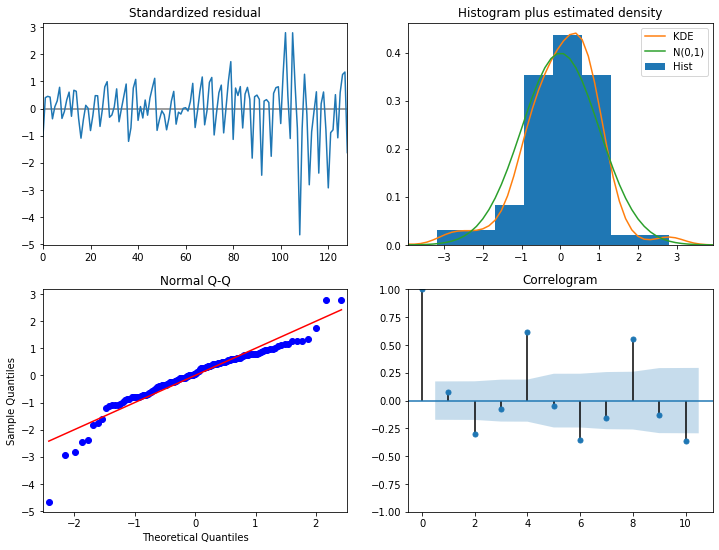 Standardized residual
3
2
1
0
−1
−2
−3
−4
−5
0 20 40 60 80 100 120
Histogram plus estimated density
KDE
N(0,1)
Hist
0.4
0.3
0.2
0.1
0.0
−3 −2 −1 0 1 2 3
Normal Q-Q
Sample Quantiles
3
2
1
0
−1
−2
−3
−4
−5
−2 −1 0 1 2
Theoretical Quantiles
Correlogram
1.00
0.75
0.50
0.25
0.00
−0.25
−0.50
−0.75
−1.00
0 2 4 6 8 10